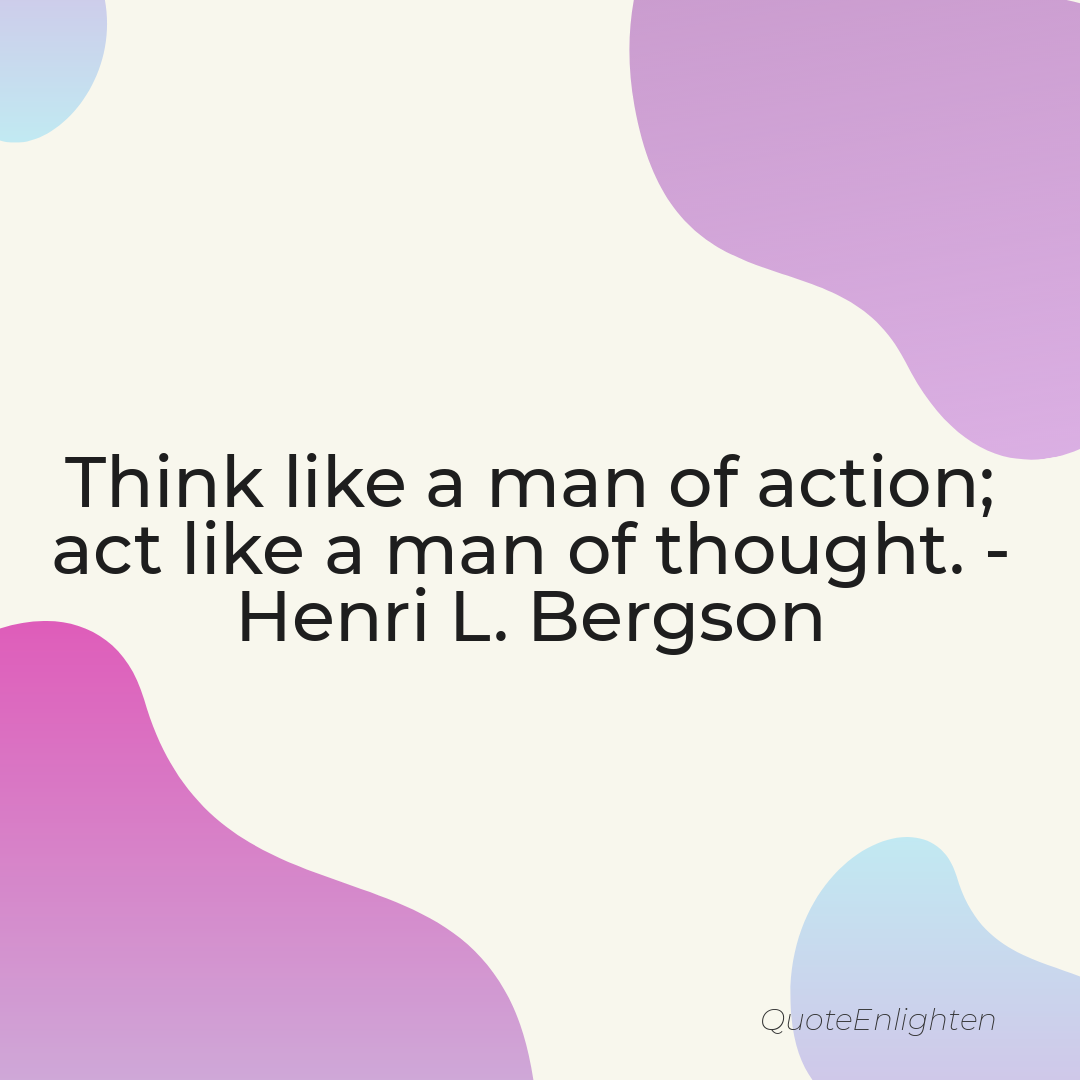 Think like a man of action;
act like a man of thought. -
Henri L. Bergson
QuoteEnlighten